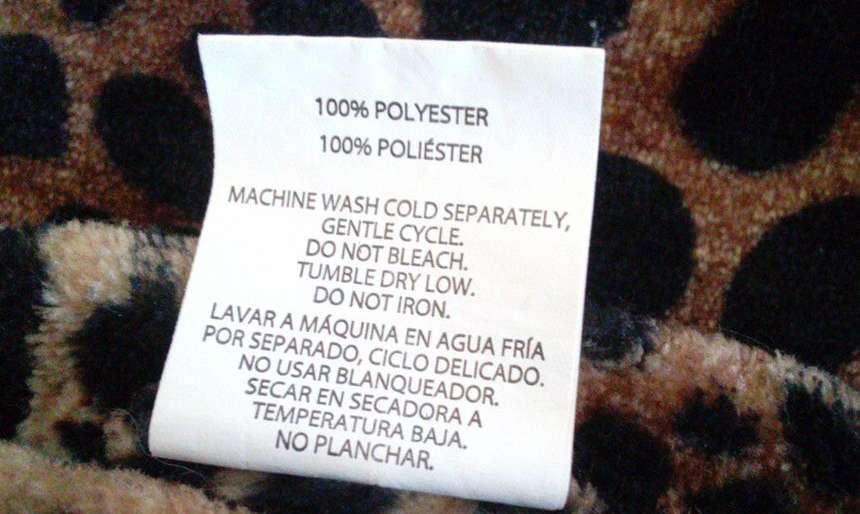 100% POLYESTER
100% POLIÉSTER
MACHINE WASH COLD SEPARATELY,
GENTLE CYCLE.
DO NOT BLEACH.
TUMBLE DRY LOW.
DO NOT IRON.
LAVAR A MÁQUINA EN AGUA FRÍA
POR SEPARADO, CICLO DELICADO.
NO USAR BLANQUEADOR.
SECAR EN SECADORA A
TEMPERATURA BAJA.
NO PLANCHAR.